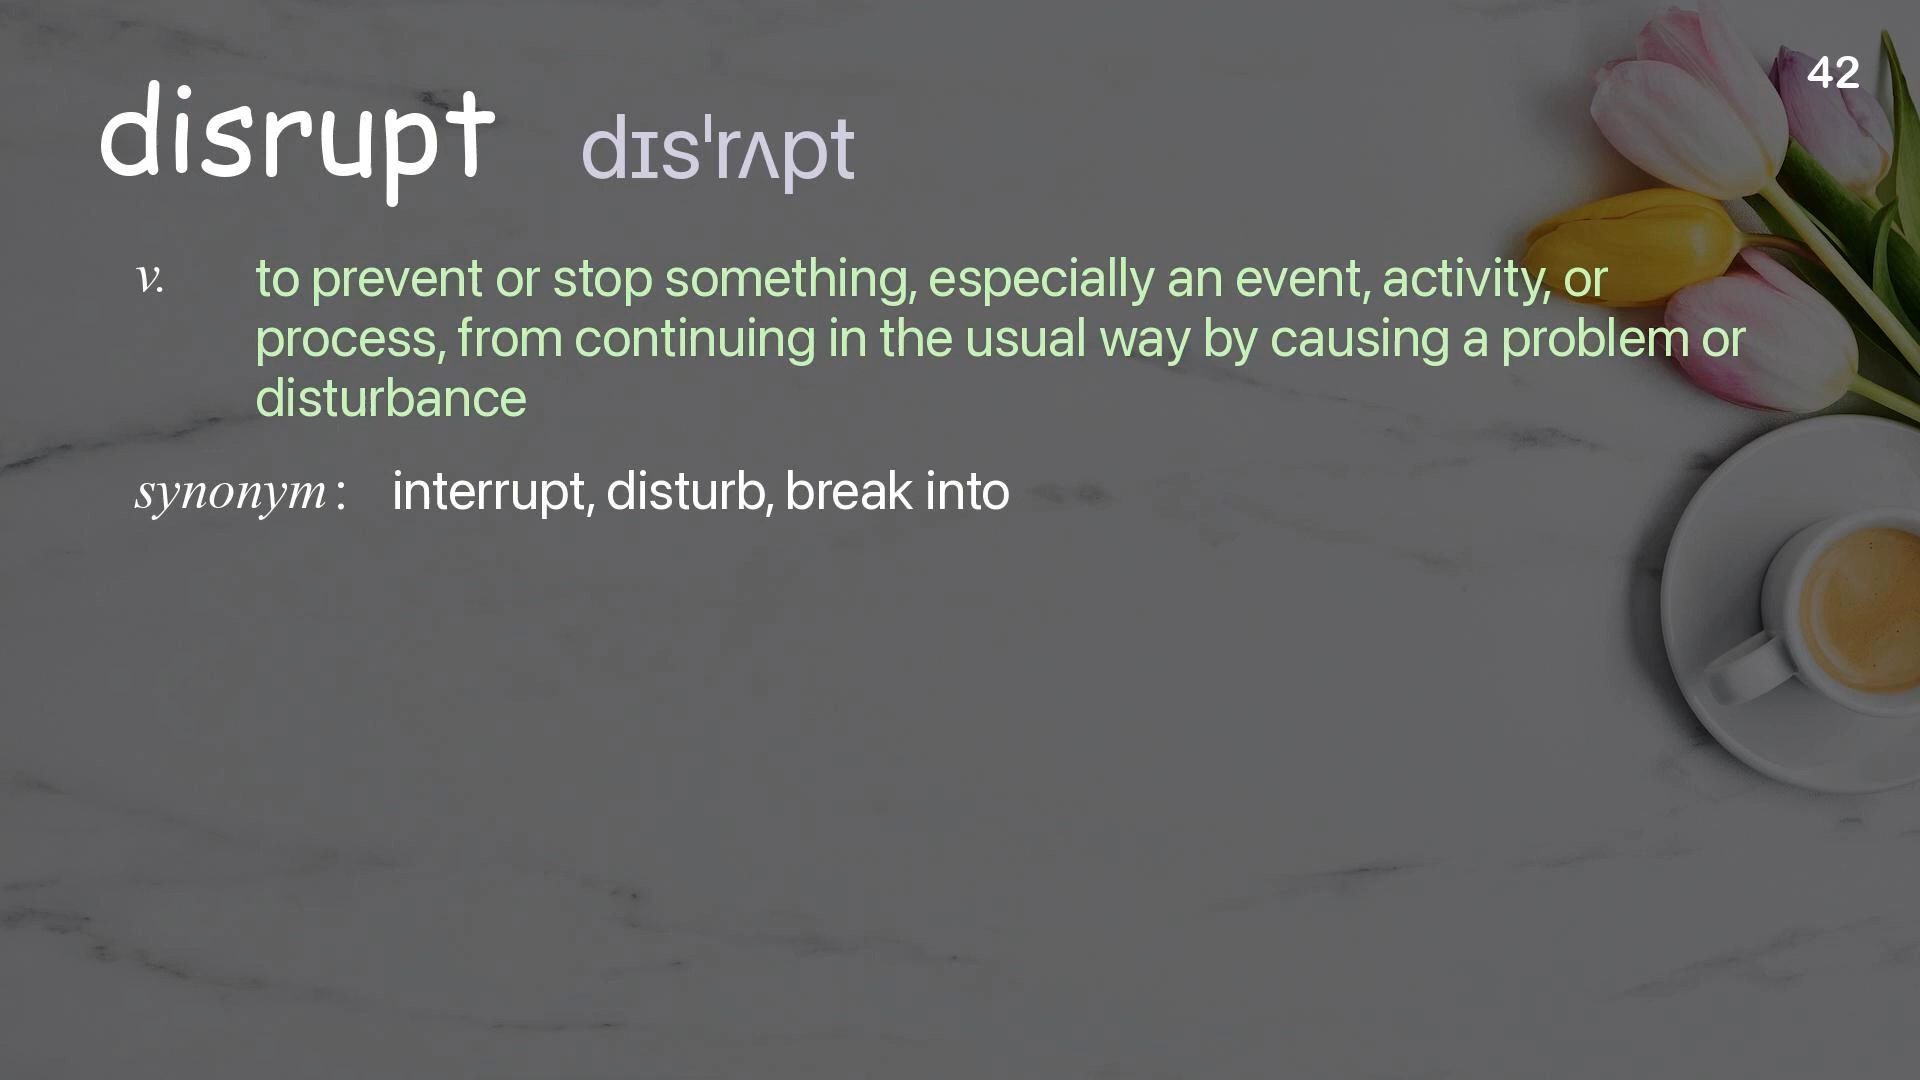 42
disrupt dɪsˈrʌpt
v. to prevent or stop something, especially an event, activity, or
process, from continuing in the usual way by causing a problem or
disturbance
synonym: interrupt, disturb, break into